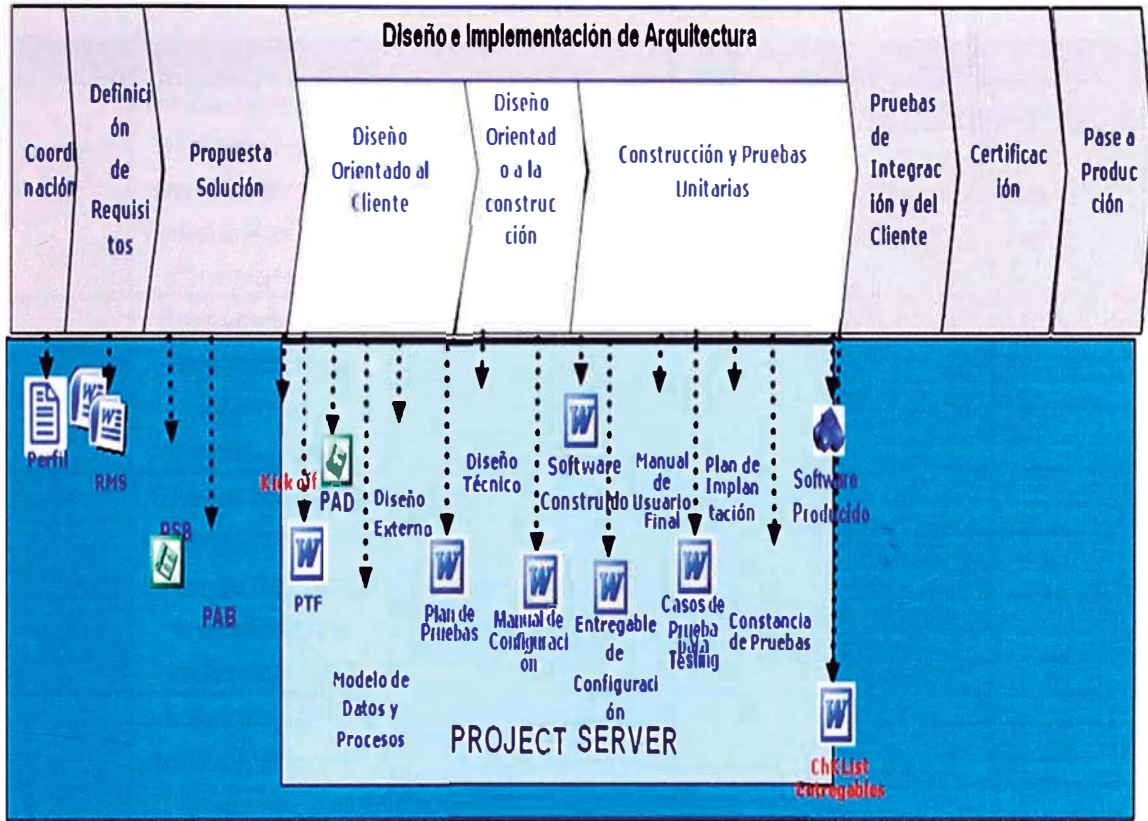 Diseño e Implementación de Arquitectura
Coordi
nación
Definici
ón
de
Requisi
tos
Propuesta
Solución
Diseño
Orientado al
Cliente
Diseño
Orientad
o a la
construc
ción
Construcción y Pruebas
Unitarias
Pruebas
de
Integrac
ión y del
Cliente
Certificac
ión
Pase a
Produc
ción
Perfil
RMS
PSB
PAB
Kick off
PAD
PTF
Modelo de
Datos y
Procesos
Diseño
Externo
Plan de
Pruebas
Diseño
Técnico
Manual de
Configuraci
ón
Software
Construido
Entregable
de
Configuraci
ón
Manual
de
Usuario
Final
Casos de
Prueba
para
Testing
Plan de
Implan
tación
Constancia
de Pruebas
Software
Producido
ChkList
Entregables
PROJECT SERVER